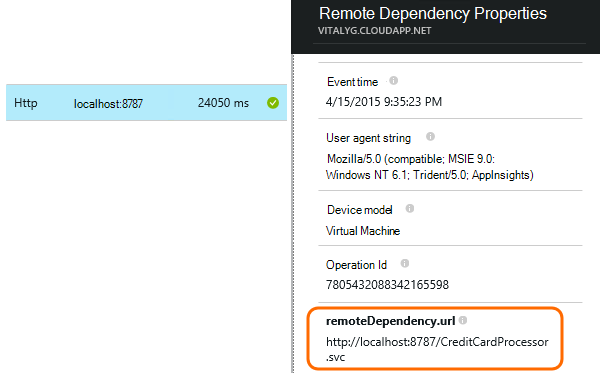 Http localhost:8787 24050 ms
Remote Dependency Properties
VITALYG.CLOUDAPP.NET
Event time
4/15/2015 9:35:23 PM
User agent string
Mozilla/5.0 (compatible; MSIE 9.0:
Windows NT 6.1; Trident/5.0; AppInsights)
Device model
Virtual Machine
Operation Id
7805432088342165598
remoteDependency.url
http://localhost:8787/CreditCardProcessor
.svc